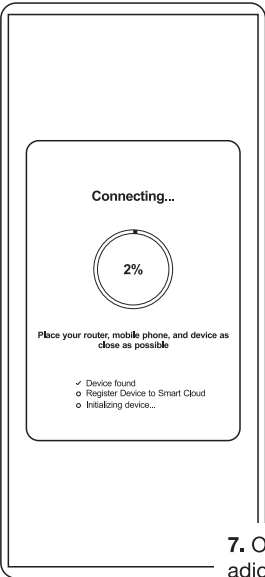 Connecting...
2%
Place your router, mobile phone, and device as
close as possible
✓ Device found
o Register Device to Smart Cloud
o Initializing device...
7. O
adic